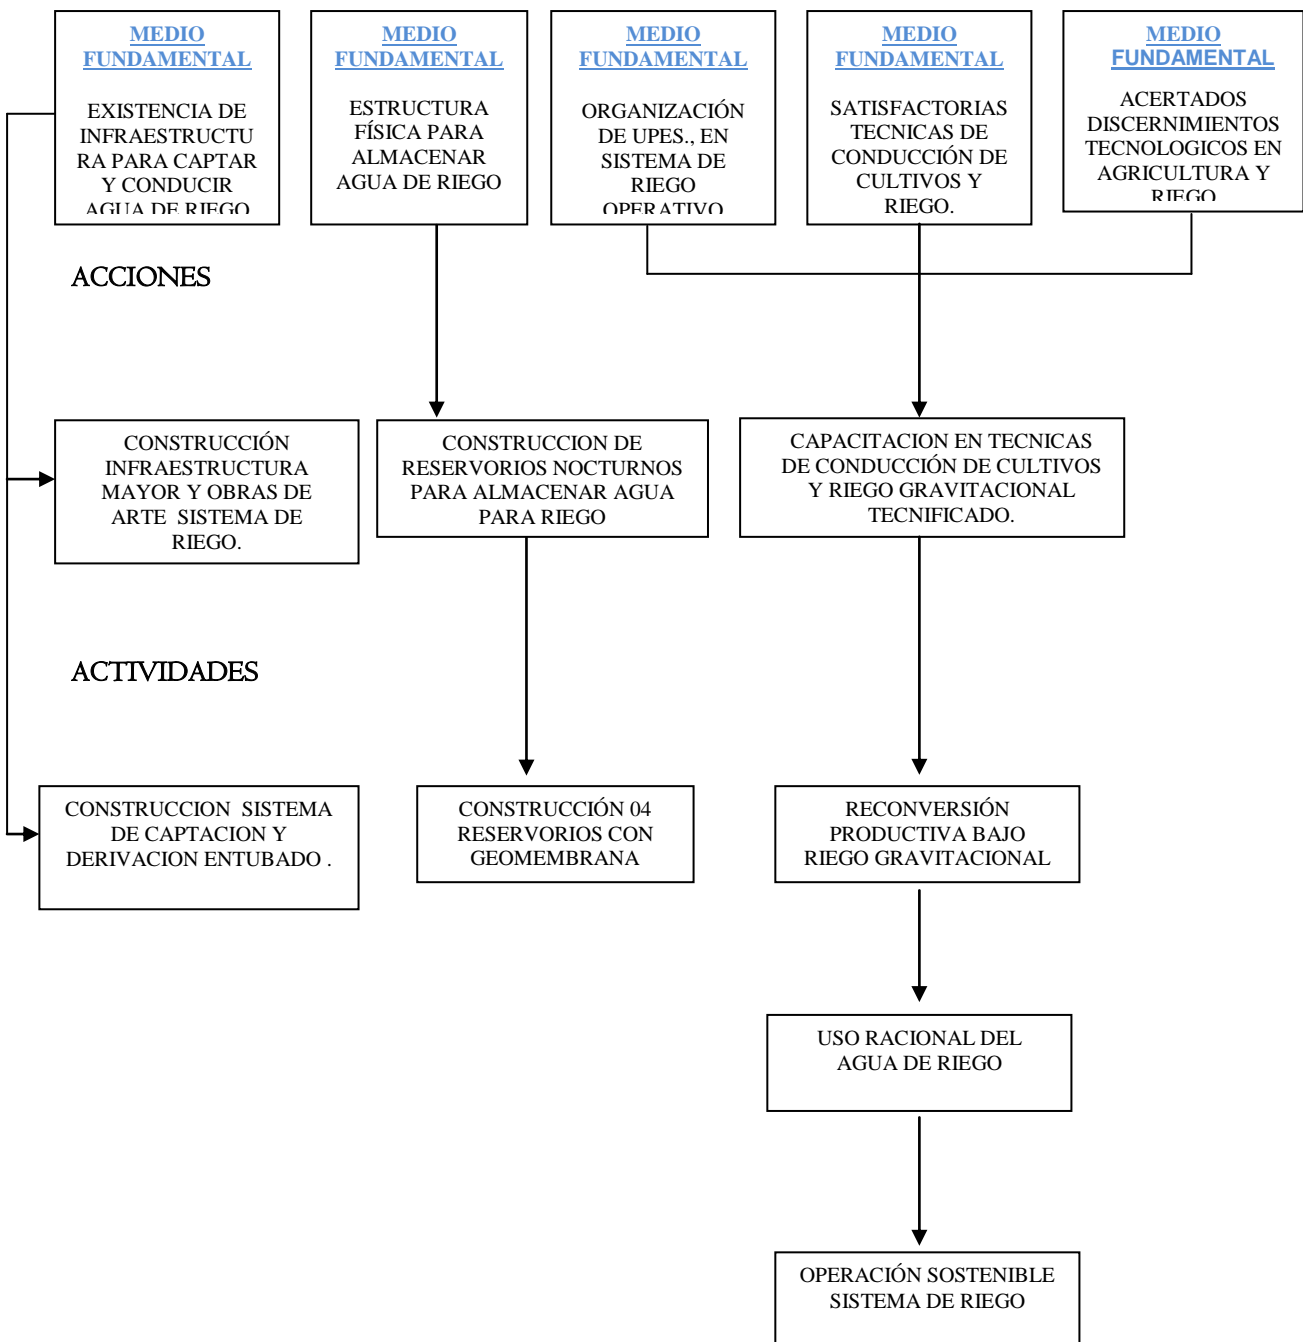 MEDIO
FUNDAMENTAL
EXISTENCIA DE
INFRAESTRUCTU
RA PARA CAPTAR
Y CONDUCIR
AGUA DE RIEGO
MEDIO
FUNDAMENTAL
ESTRUCTURA
FÍSICA PARA
ALMACENAR
AGUA DE RIEGO
MEDIO
FUNDAMENTAL
ORGANIZACIÓN
DE UPES., EN
SISTEMA DE
RIEGO
OPERATIVO
MEDIO
FUNDAMENTAL
SATISFACTORIAS
TECNICAS DE
CONDUCCIÓN DE
CULTIVOS Y
RIEGO.
MEDIO
FUNDAMENTAL
ACERTADOS
DISCERNIMIENTOS
TECNOLOGICOS EN
AGRICULTURA Y
RIEGO
ACCIONES
CONSTRUCCIÓN
INFRAESTRUCTURA
MAYOR Y OBRAS DE
ARTE SISTEMA DE
RIEGO.
CONSTRUCCION DE
RESERVORIOS NOCTURNOS
PARA ALMACENAR AGUA
PARA RIEGO
CAPACITACION EN TECNICAS
DE CONDUCCIÓN DE CULTIVOS
Y RIEGO GRAVITACIONAL
TECNIFICADO.
ACTIVIDADES
CONSTRUCCION SISTEMA
DE CAPTACION Y
DERIVACION ENTUBADO .
CONSTRUCCIÓN 04
RESERVORIOS CON
GEOMEMBRANA
RECONVERSIÓN
PRODUCTIVA BAJO
RIEGO GRAVITACIONAL
USO RACIONAL DEL
AGUA DE RIEGO
OPERACIÓN SOSTENIBLE
SISTEMA DE RIEGO